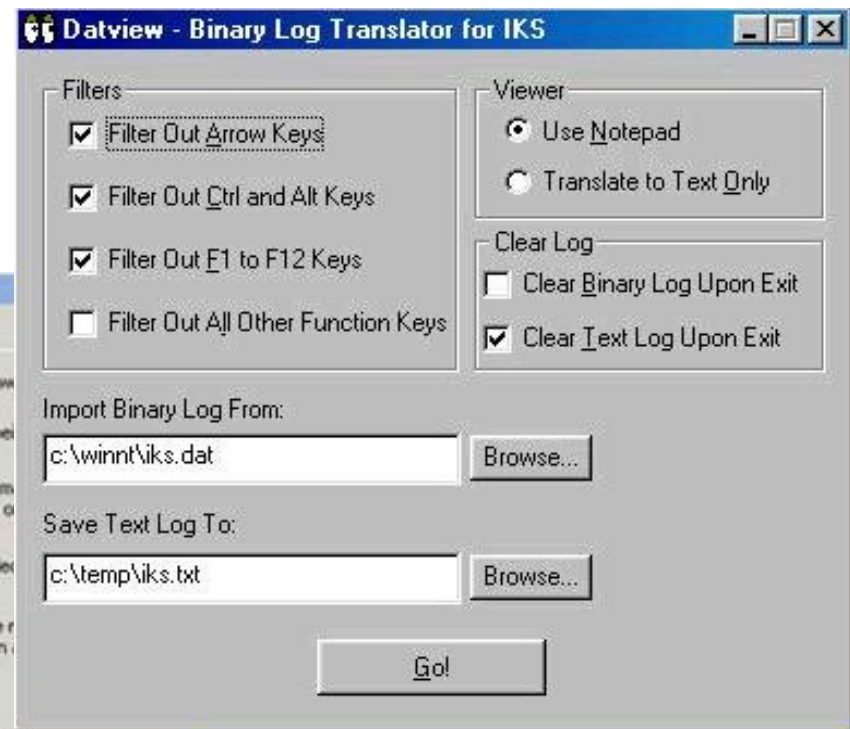 Datview - Binary Log Translator for IKS
Filters
Filter Out Arrow Keys
Filter Out Ctrl and Alt Keys
Filter Out F1 to F12 Keys
Filter Out All Other Function Keys
Viewer
Use Notepad
Translate to Text Only
Clear Log
Clear Binary Log Upon Exit
Clear Text Log Upon Exit
Import Binary Log From:
c:\winnt\iks.dat
Browse...
Save Text Log To:
c:\temp\iks.txt
Browse...
Go!